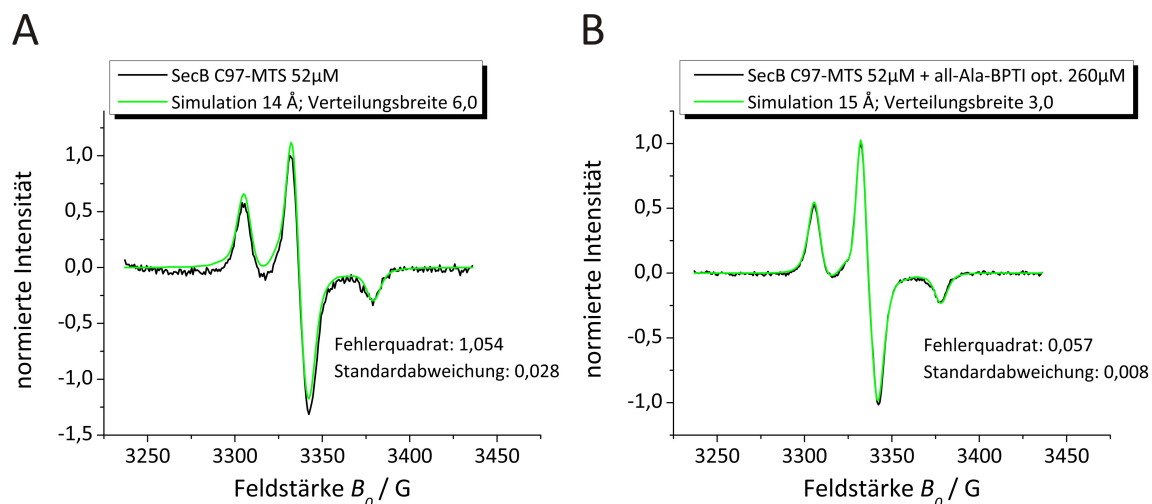 A
SecB C97-MTS 52µM
Simulation 14 Å; Verteilungsbreite 6,0
normierte Intensität
1,0
0,5
0,0
-0,5
-1,0
-1,5
Fehlerquadrat: 1,054
Standardabweichung: 0,028
3250 3300 3350 3400 3450
Feldstärke B0 / G
B
SecB C97-MTS 52µM + all-Ala-BPTI opt. 260µM
Simulation 15 Å; Verteilungsbreite 3,0
normierte Intensität
1,0
0,5
0,0
-0,5
-1,0
Fehlerquadrat: 0,057
Standardabweichung: 0,008
3250 3300 3350 3400 3450
Feldstärke B0 / G